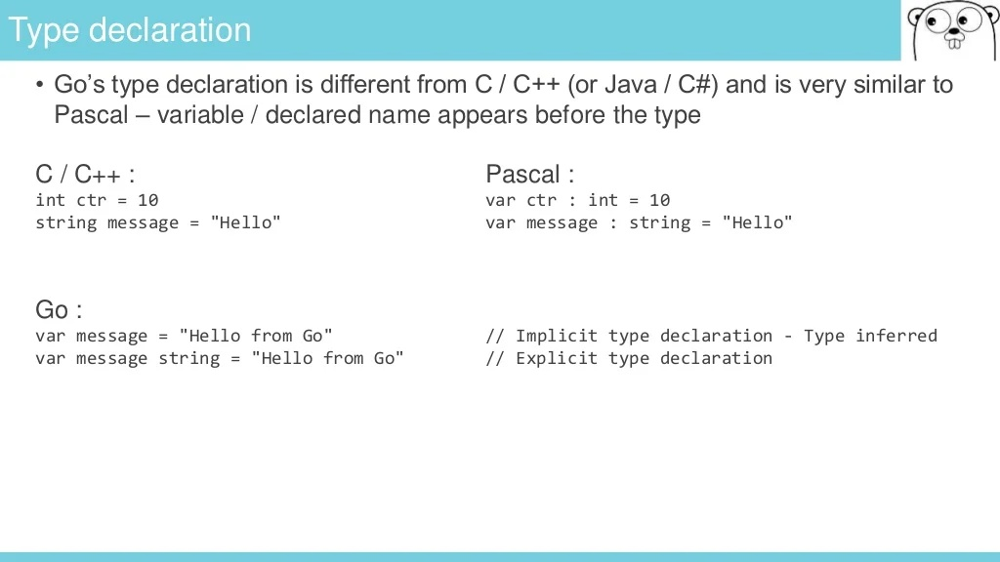 Type declaration
• Go’s type declaration is different from C / C++ (or Java / C#) and is very similar to
Pascal – variable / declared name appears before the type
C / C++ :
int ctr = 10
string message = "Hello"
Pascal :
var ctr : int = 10
var message : string = "Hello"
Go :
var message = "Hello from Go" // Implicit type declaration - Type inferred
var message string = "Hello from Go" // Explicit type declaration